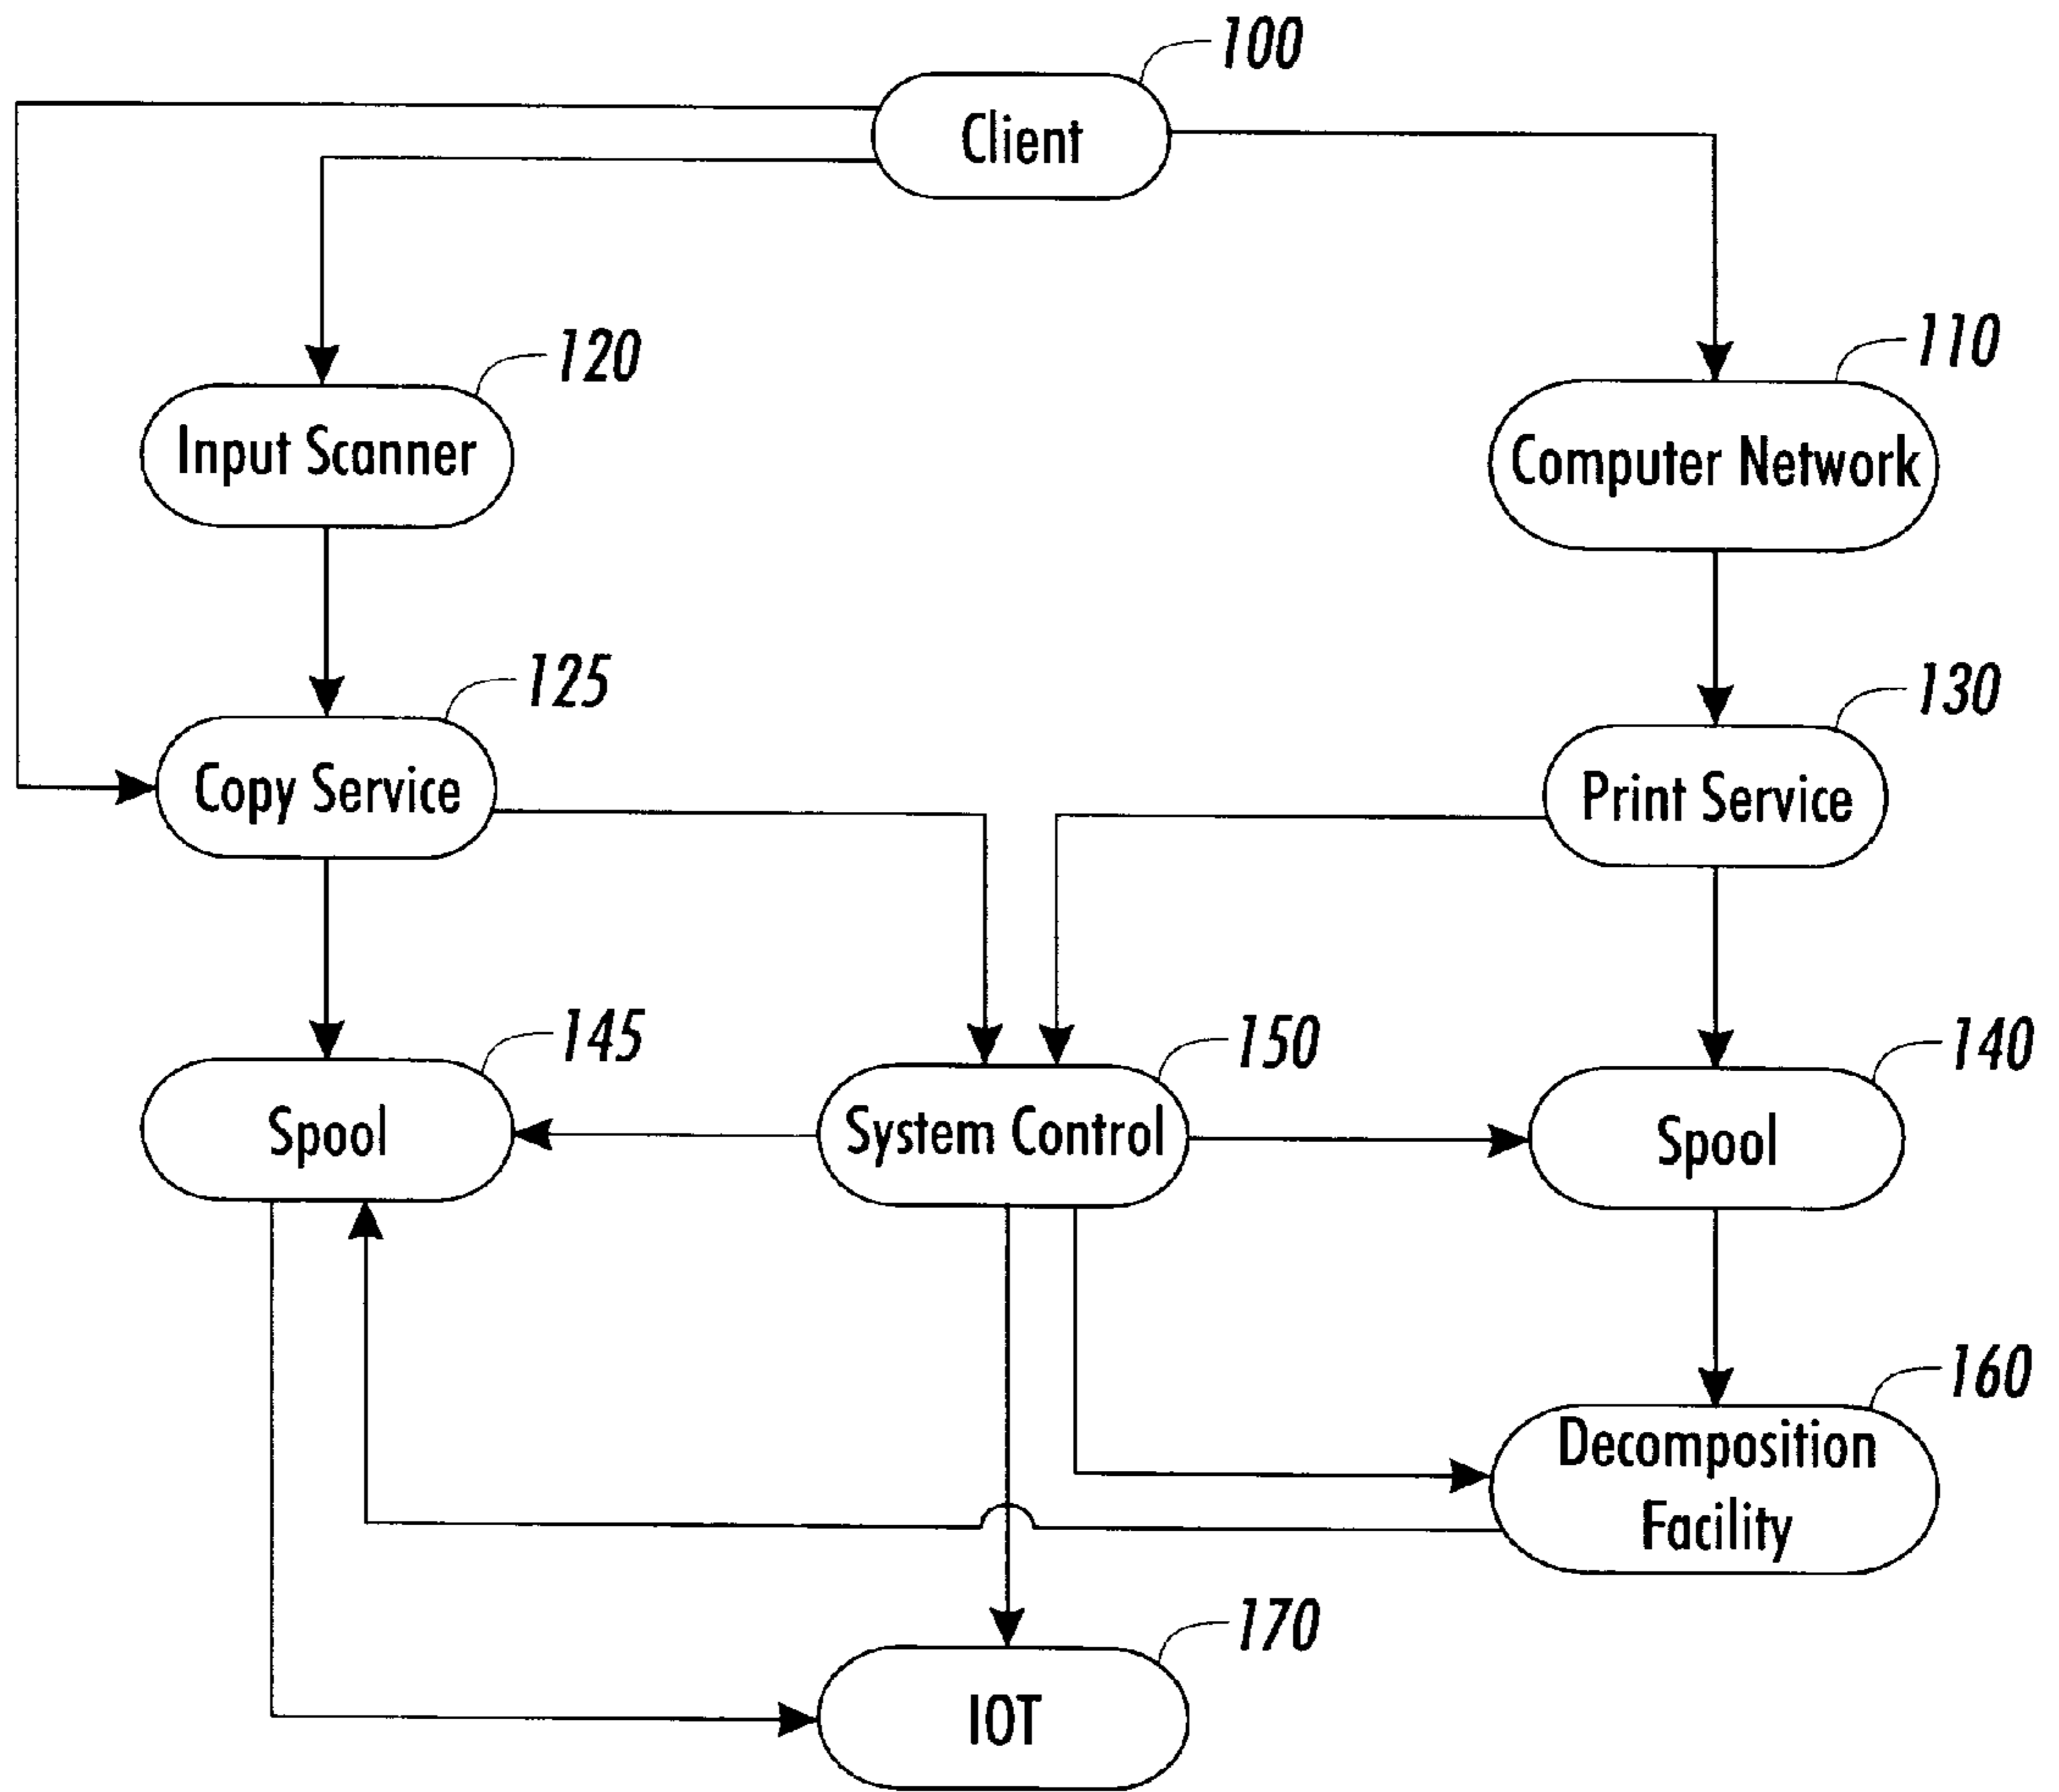 100
Client
120
110
Input Scanner
Computer Network
125
130
Copy Service
Print Service
145
150
140
Spool
System Control
Spool
160
Decomposition
Facility
170
IOT